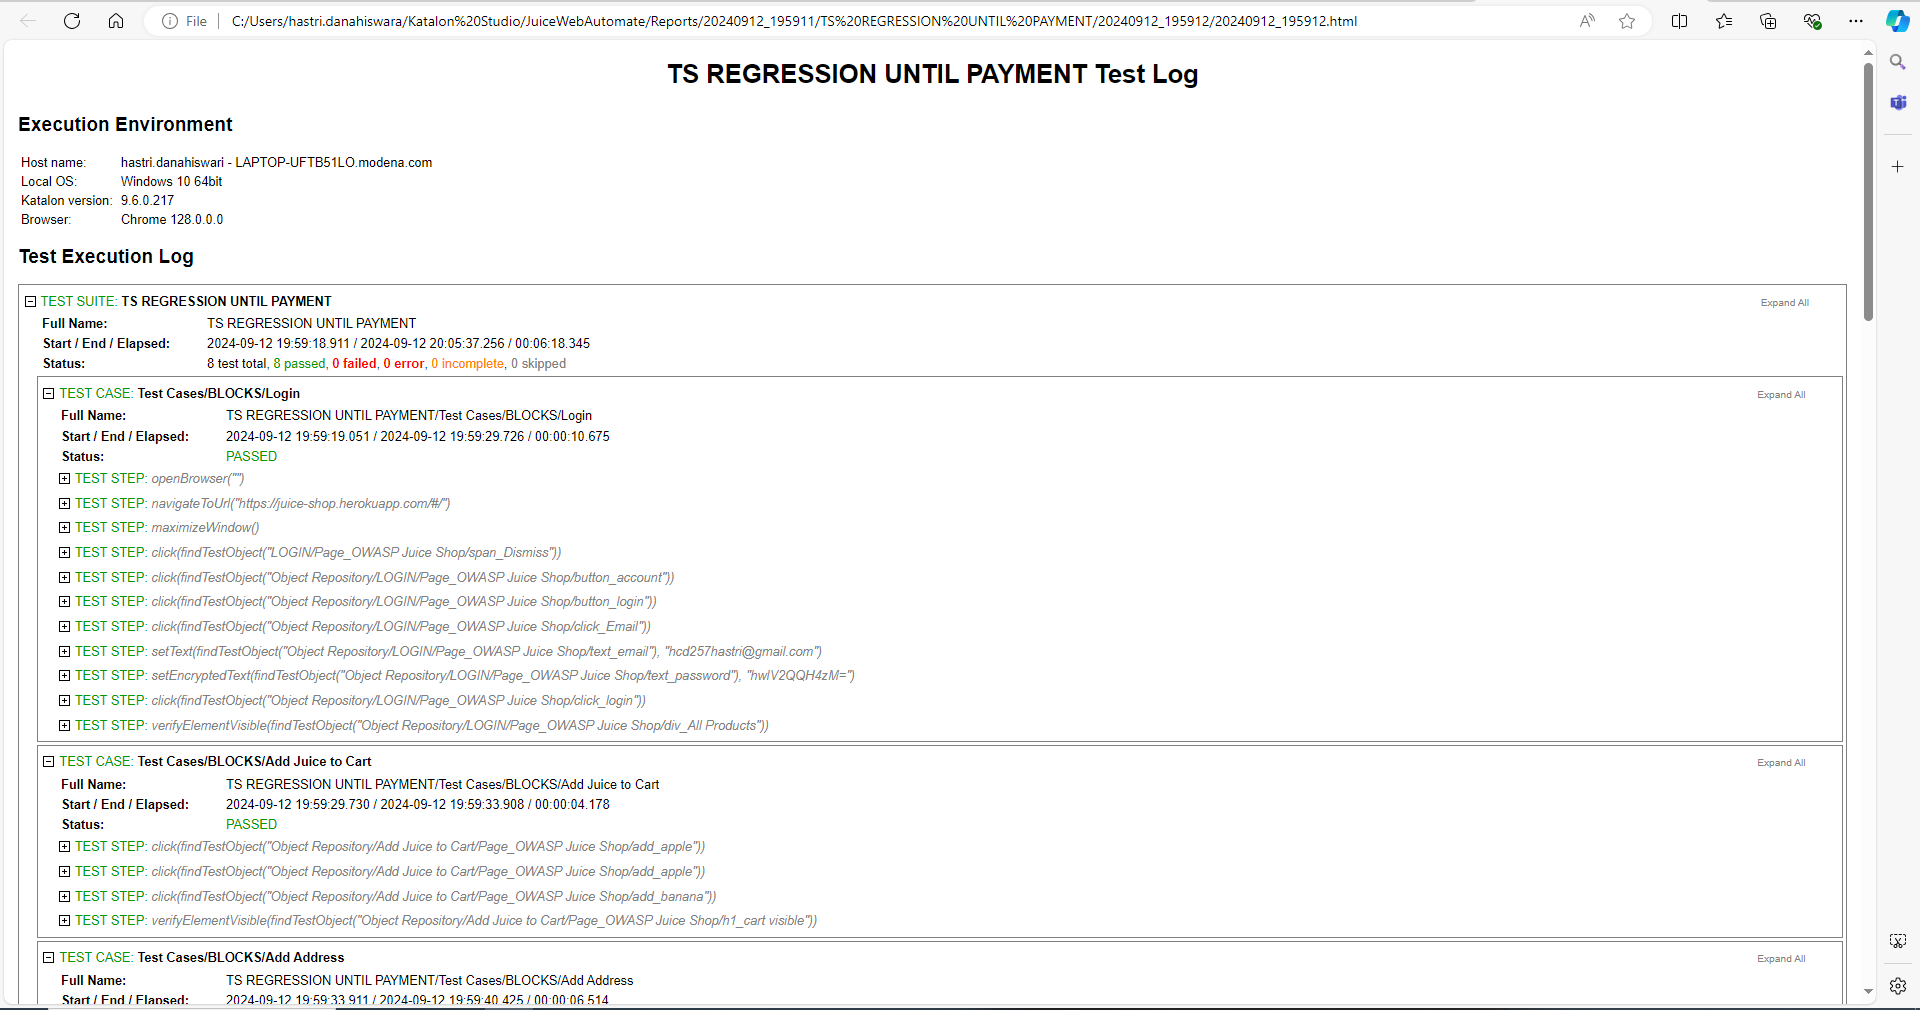 File
C:/Users/hastri.danahiswara/Katalon%20Studio/JuiceWebAutomate/Reports/20240912_195911/TS%20REGRESSION%20UNTIL%20PAYMENT/20240912_195912/20240912_195912.html
TS REGRESSION UNTIL PAYMENT Test Log
Execution Environment
Host name: hastri.danahiswari - LAPTOP-UFTB51LO.modena.com
Local OS: Windows 10 64bit
Katalon version: 9.6.0.217
Browser: Chrome 128.0.0.0
Test Execution Log
TEST SUITE: TS REGRESSION UNTIL PAYMENT Expand All
Full Name: TS REGRESSION UNTIL PAYMENT
Start / End / Elapsed: 2024-09-12 19:59:18.911 / 2024-09-12 20:05:37.256 / 00:06:18.345
Status: 8 test total, 8 passed, 0 failed, 0 error, 0 incomplete, 0 skipped
TEST CASE: Test Cases/BLOCKS/Login Expand All
Full Name: TS REGRESSION UNTIL PAYMENT/Test Cases/BLOCKS/Login
Start / End / Elapsed: 2024-09-12 19:59:19.051 / 2024-09-12 19:59:29.726 / 00:00:10.675
Status: PASSED
TEST STEP: openBrowser("")
TEST STEP: navigateToUrl("https://juice-shop.herokuapp.com/#/")
TEST STEP: maximizeWindow()
TEST STEP: click(findTestObject("LOGIN/Page_OWASP Juice Shop/span_Dismiss"))
TEST STEP: click(findTestObject("Object Repository/LOGIN/Page_OWASP Juice Shop/button_account"))
TEST STEP: click(findTestObject("Object Repository/LOGIN/Page_OWASP Juice Shop/button_login"))
TEST STEP: click(findTestObject("Object Repository/LOGIN/Page_OWASP Juice Shop/click_Email"))
TEST STEP: setText(findTestObject("Object Repository/LOGIN/Page_OWASP Juice Shop/text_email"), "hcd257hastri@gmail.com")
TEST STEP: setEncryptedText(findTestObject("Object Repository/LOGIN/Page_OWASP Juice Shop/text_password"), "hwlV2QQH4zM=")
TEST STEP: click(findTestObject("Object Repository/LOGIN/Page_OWASP Juice Shop/click_login"))
TEST STEP: verifyElementVisible(findTestObject("Object Repository/LOGIN/Page_OWASP Juice Shop/div_All Products"))
TEST CASE: Test Cases/BLOCKS/Add Juice to Cart Expand All
Full Name: TS REGRESSION UNTIL PAYMENT/Test Cases/BLOCKS/Add Juice to Cart
Start / End / Elapsed: 2024-09-12 19:59:29.730 / 2024-09-12 19:59:33.908 / 00:00:04.178
Status: PASSED
TEST STEP: click(findTestObject("Object Repository/Add Juice to Cart/Page_OWASP Juice Shop/add_apple"))
TEST STEP: click(findTestObject("Object Repository/Add Juice to Cart/Page_OWASP Juice Shop/add_apple"))
TEST STEP: click(findTestObject("Object Repository/Add Juice to Cart/Page_OWASP Juice Shop/add_banana"))
TEST STEP: verifyElementVisible(findTestObject("Object Repository/Add Juice to Cart/Page_OWASP Juice Shop/h1_cart visible"))
TEST CASE: Test Cases/BLOCKS/Add Address Expand All
Full Name: TS REGRESSION UNTIL PAYMENT/Test Cases/BLOCKS/Add Address
Start / End / Elapsed: 2024-09-12 19:59:33.911 / 2024-09-12 19:59:40.425 / 00:00:06.514